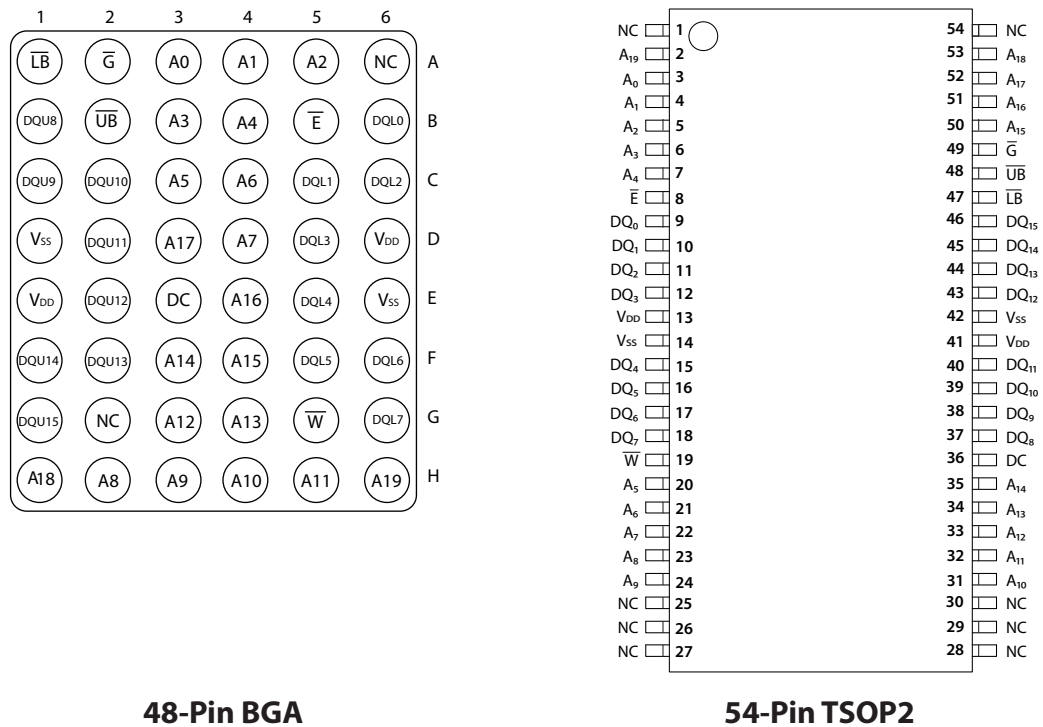 1 2 3 4 5 6
L̅B̅ G̅ A0 A1 A2 NC A
DQU8 U̅B̅ A3 A4 E̅ DQL0 B
DQU9 DQU10 A5 A6 DQL1 DQL2 C
VSS DQU11 A17 A7 DQL3 VDD D
VDD DQU12 DC A16 DQL4 VSS E
DQU14 DQU13 A14 A15 DQL5 DQL6 F
DQU15 NC A12 A13 W̅ DQL7 G
A18 A8 A9 A10 A11 A19 H
48-Pin BGA
NC 1 54 NC
A19 2 53 A18
A0 3 52 A17
A1 4 51 A16
A2 5 50 A15
A3 6 49 G̅
A4 7 48 U̅B̅
E̅ 8 47 L̅B̅
DQ0 9 46 DQ15
DQ1 10 45 DQ14
DQ2 11 44 DQ13
DQ3 12 43 DQ12
VDD 13 42 VSS
VSS 14 41 VDD
DQ4 15 40 DQ11
DQ5 16 39 DQ10
DQ6 17 38 DQ9
DQ7 18 37 DQ8
W̅ 19 36 DC
A5 20 35 A14
A6 21 34 A13
A7 22 33 A12
A8 23 32 A11
A9 24 31 A10
NC 25 30 NC
NC 26 29 NC
NC 27 28 NC
54-Pin TSOP2